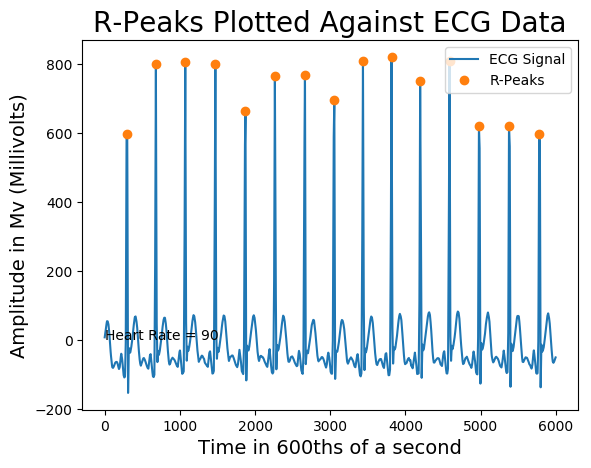 R-Peaks Plotted Against ECG Data
ECG Signal
R-Peaks
Amplitude in Mv (Millivolts)
800
600
400
200
0
−200
Heart Rate = 90
0 1000 2000 3000 4000 5000 6000
Time in 600ths of a second